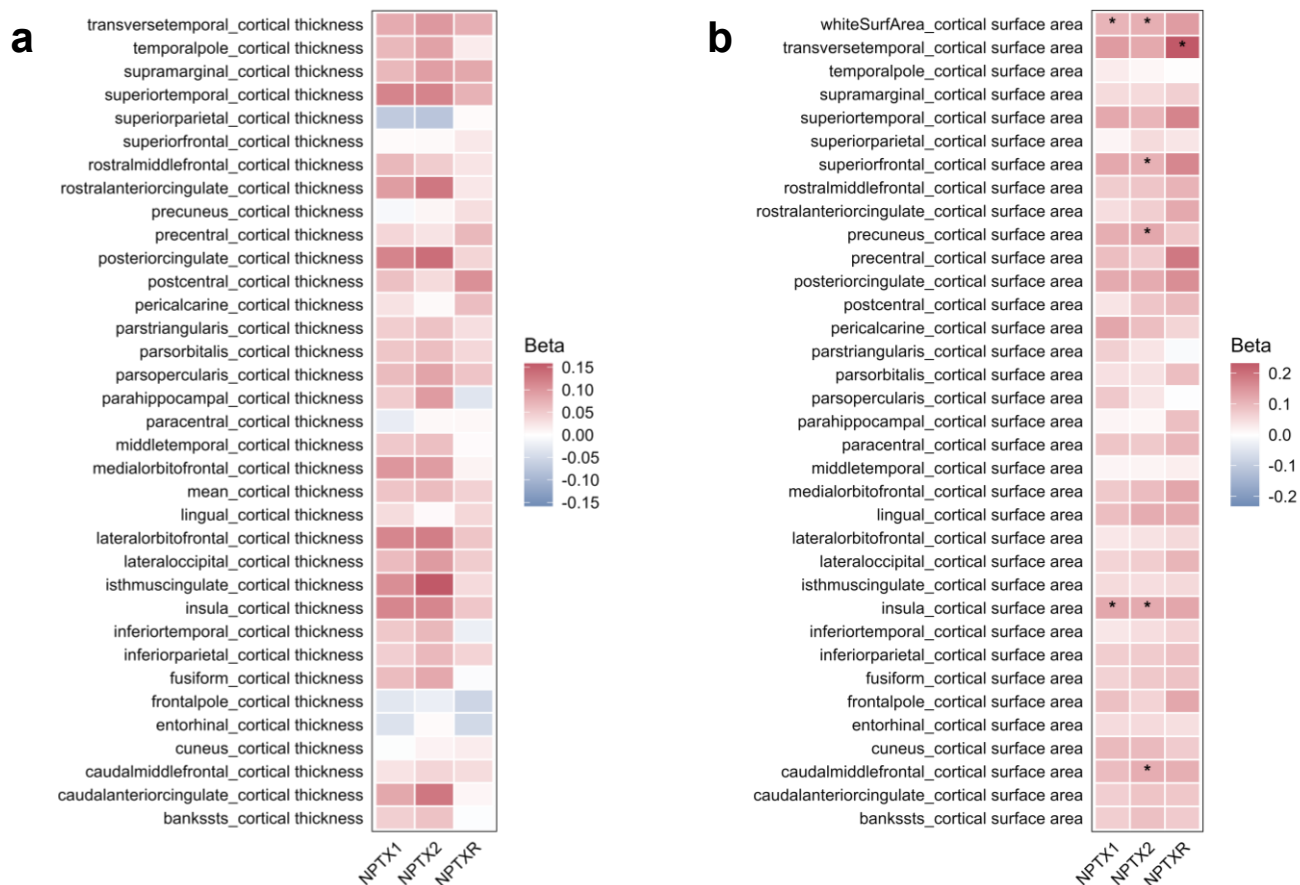 a
transversetemporal_cortical thickness
temporalpole_cortical thickness
supramarginal_cortical thickness
superiortemporal_cortical thickness
superiorparietal_cortical thickness
superiorfrontal_cortical thickness
rostralmiddlefrontal_cortical thickness
rostralanteriorcingulate_cortical thickness
precuneus_cortical thickness
precentral_cortical thickness
posteriorcingulate_cortical thickness
postcentral_cortical thickness
pericalcarine_cortical thickness
parstriangularis_cortical thickness
parsorbitalis_cortical thickness
parsopercularis_cortical thickness
parahippocampal_cortical thickness
paracentral_cortical thickness
middletemporal_cortical thickness
medialorbitofrontal_cortical thickness
mean_cortical thickness
lingual_cortical thickness
lateralorbitofrontal_cortical thickness
lateraloccipital_cortical thickness
isthmuscingulate_cortical thickness
insula_cortical thickness
inferiortemporal_cortical thickness
inferiorparietal_cortical thickness
fusiform_cortical thickness
frontalpole_cortical thickness
entorhinal_cortical thickness
cuneus_cortical thickness
caudalmiddlefrontal_cortical thickness
caudalanteriorcingulate_cortical thickness
bankssts_cortical thickness
NPTX1
NPTX2
NPTXR
Beta
0.15
0.10
0.05
0.00
-0.05
-0.10
-0.15
b
whiteSurfArea_cortical surface area * *
transversetemporal_cortical surface area *
temporalpole_cortical surface area
supramarginal_cortical surface area
superiortemporal_cortical surface area
superiorparietal_cortical surface area
superiorfrontal_cortical surface area *
rostralmiddlefrontal_cortical surface area
rostralanteriorcingulate_cortical surface area
precuneus_cortical surface area *
precentral_cortical surface area
posteriorcingulate_cortical surface area
postcentral_cortical surface area
pericalcarine_cortical surface area
parstriangularis_cortical surface area
parsorbitalis_cortical surface area
parsopercularis_cortical surface area
parahippocampal_cortical surface area
paracentral_cortical surface area
middletemporal_cortical surface area
medialorbitofrontal_cortical surface area
lingual_cortical surface area
lateralorbitofrontal_cortical surface area
lateraloccipital_cortical surface area
isthmuscingulate_cortical surface area
insula_cortical surface area * *
inferiortemporal_cortical surface area
inferiorparietal_cortical surface area
fusiform_cortical surface area
frontalpole_cortical surface area
entorhinal_cortical surface area
cuneus_cortical surface area
caudalmiddlefrontal_cortical surface area *
caudalanteriorcingulate_cortical surface area
bankssts_cortical surface area
NPTX1
NPTX2
NPTXR
Beta
0.2
0.1
0.0
-0.1
-0.2